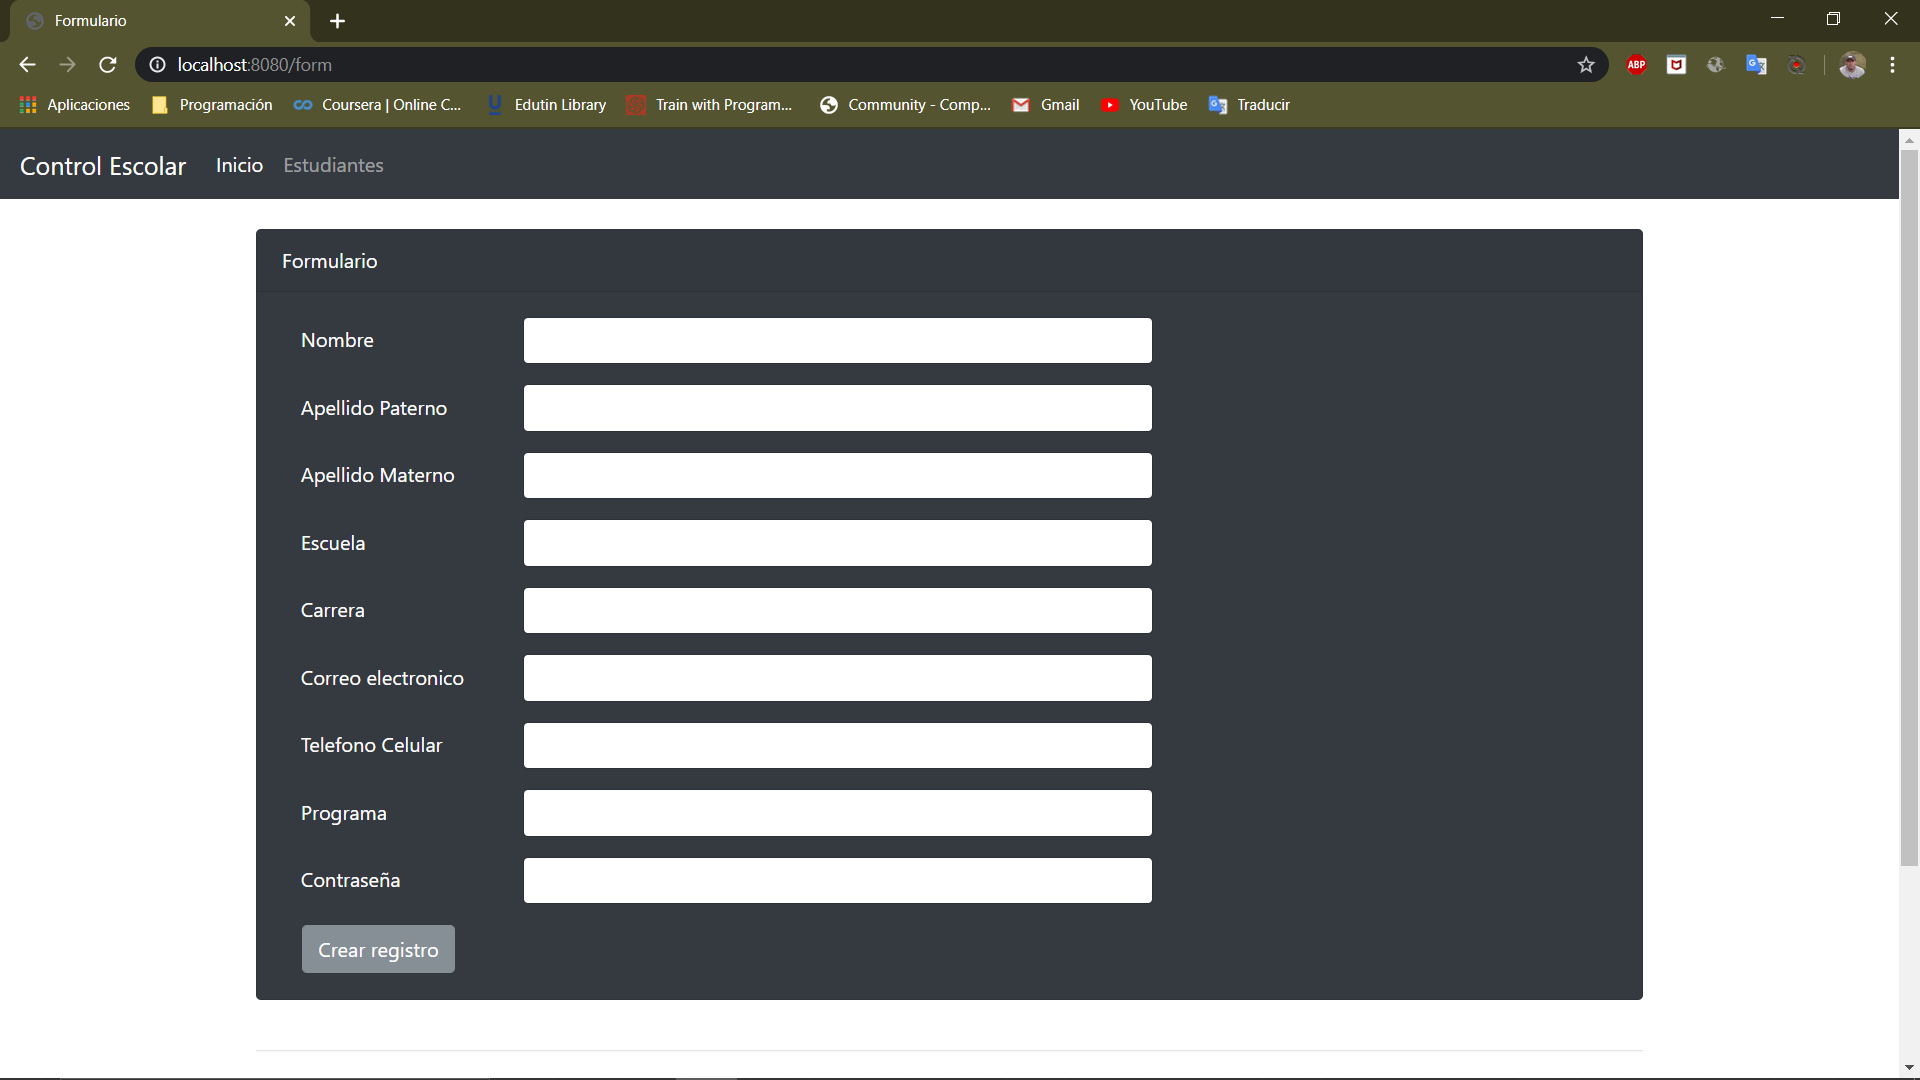 Formulario
localhost:8080/form
ABP
Aplicaciones Programación Coursera | Online C... Edutin Library Train with Program... Community - Comp... Gmail YouTube Traducir
Control Escolar Inicio Estudiantes
Formulario
Nombre
Apellido Paterno
Apellido Materno
Escuela
Carrera
Correo electronico
Telefono Celular
Programa
Contraseña
Crear registro